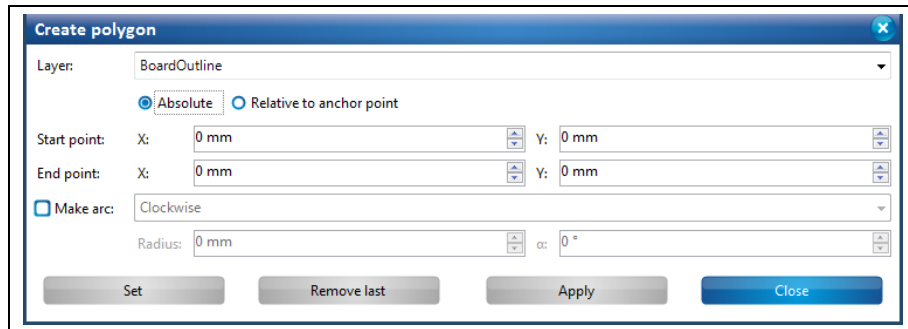 Create polygon
Layer: BoardOutline
Absolute Relative to anchor point
Start point: X: 0 mm Y: 0 mm
End point: X: 0 mm Y: 0 mm
Make arc: Clockwise
Radius: 0 mm α: 0 °
Set Remove last Apply Close